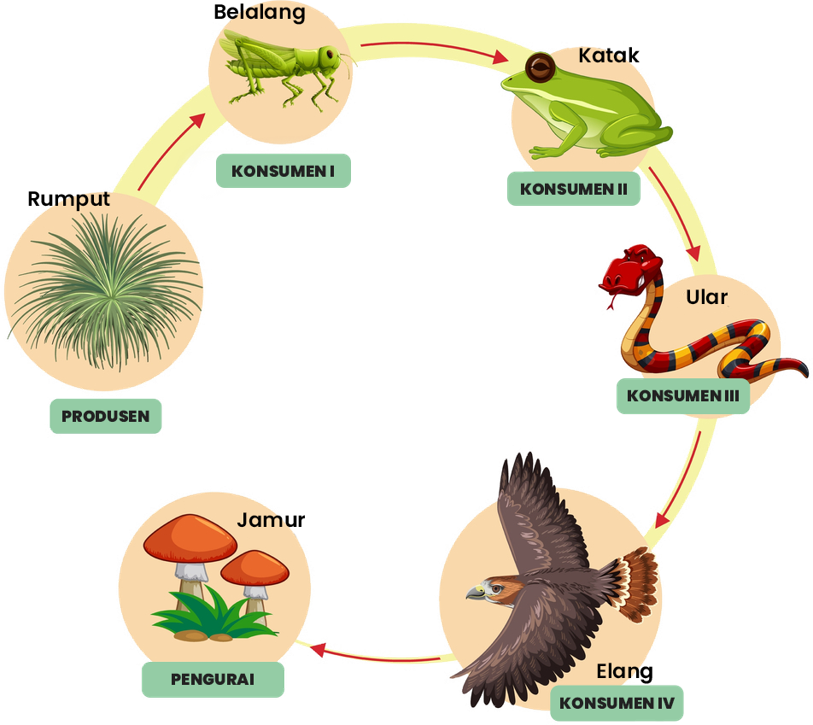 Belalang
Katak
KONSUMEN I
KONSUMEN II
Rumput
Ular
KONSUMEN III
PRODUSEN
Jamur
Elang
PENGURAI
KONSUMEN IV